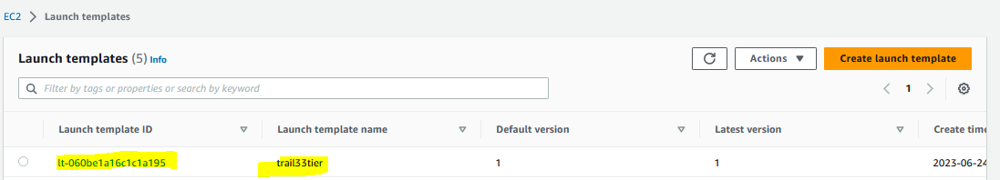 EC2 > Launch templates
Launch templates (5) Info
Actions
Create launch template
Filter by tags or properties or search by keyword
1
Launch template ID
Launch template name
Default version
Latest version
Create time
lt-060be1a16c1c1a195
trail33tier
1
1
2023-06-24